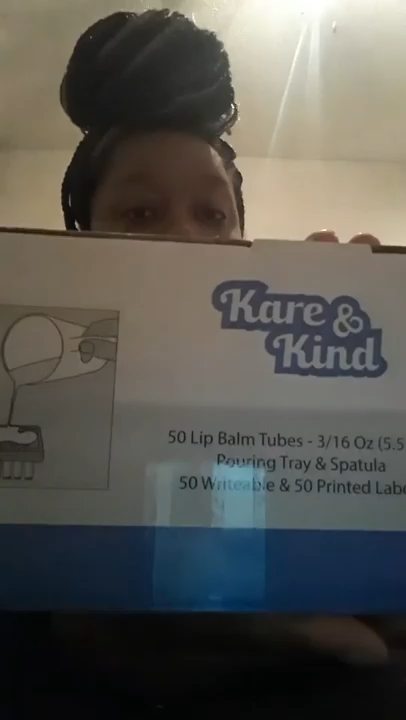 Kare &
Kind
50 Lip Balm Tubes - 3/16 Oz (5.5
Pouring Tray & Spatula
50 Writeable & 50 Printed Labe